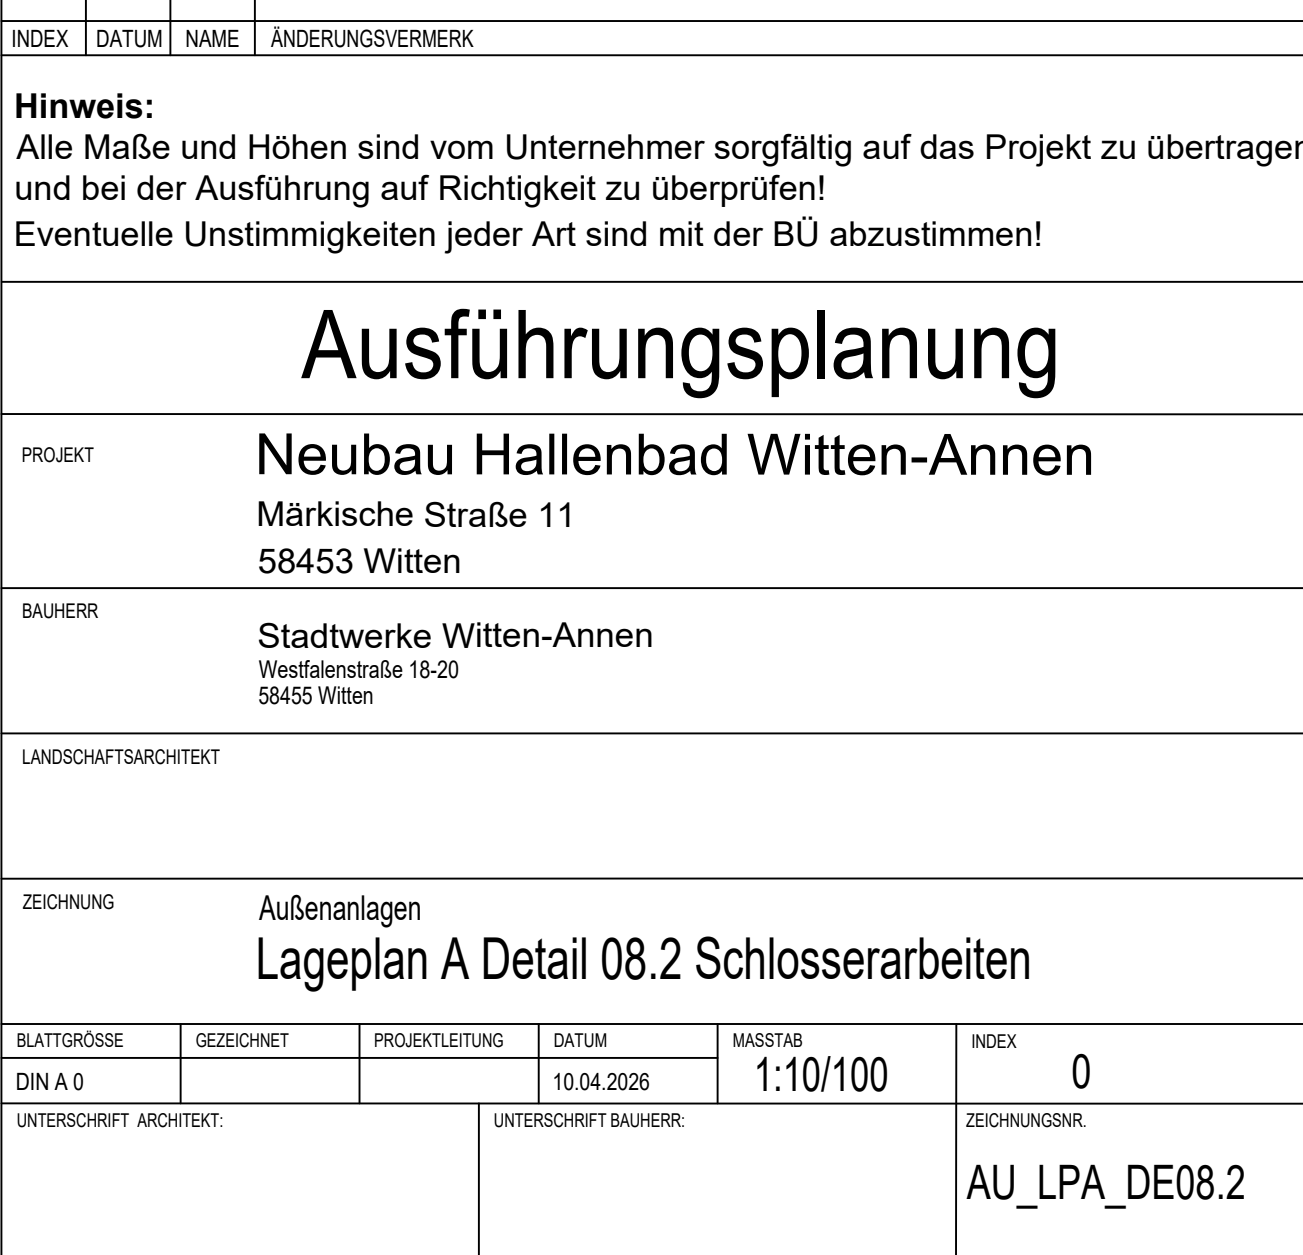 INDEX DATUM NAME ÄNDERUNGSVERMERK
Hinweis:
Alle Maße und Höhen sind vom Unternehmer sorgfältig auf das Projekt zu übertragen
und bei der Ausführung auf Richtigkeit zu überprüfen!
Eventuelle Unstimmigkeiten jeder Art sind mit der BÜ abzustimmen!
Ausführungsplanung
PROJEKT Neubau Hallenbad Witten-Annen
Märkische Straße 11
58453 Witten
BAUHERR
Stadtwerke Witten-Annen
Westfalenstraße 18-20
58455 Witten
LANDSCHAFTSARCHITEKT
ZEICHNUNG Außenanlagen
Lageplan A Detail 08.2 Schlosserarbeiten
BLATTGRÖSSE GEZEICHNET PROJEKTLEITUNG DATUM MASSTAB INDEX
DIN A 0 10.04.2026 1:10/100 0
UNTERSCHRIFT ARCHITEKT: UNTERSCHRIFT BAUHERR: ZEICHNUNGSNR.
AU_LPA_DE08.2